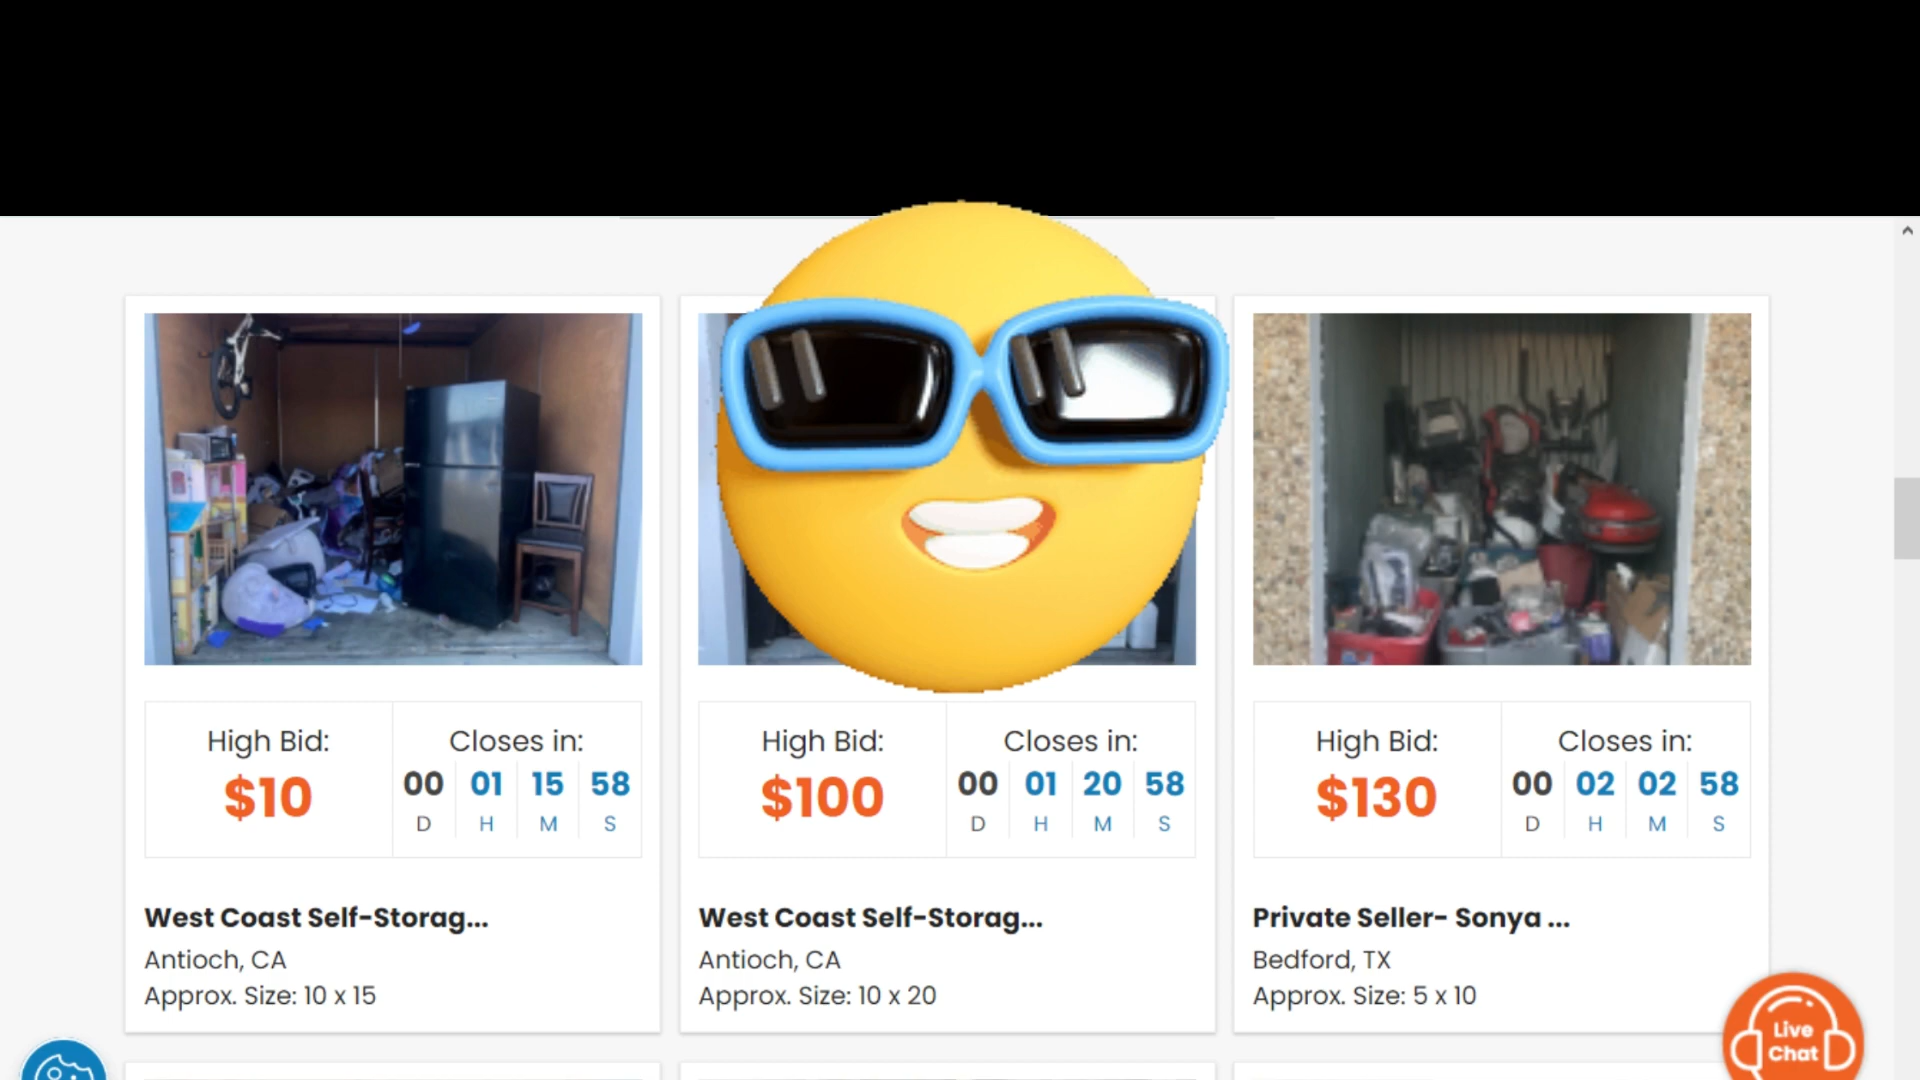 High Bid:
$10
Closes in:
00 01 15 58
D H M S
West Coast Self-Storag...
Antioch, CA
Approx. Size: 10 x 15
High Bid:
$100
Closes in:
00 01 20 58
D H M S
West Coast Self-Storag...
Antioch, CA
Approx. Size: 10 x 20
High Bid:
$130
Closes in:
00 02 02 58
D H M S
Private Seller- Sonya ...
Bedford, TX
Approx. Size: 5 x 10
Live
Chat